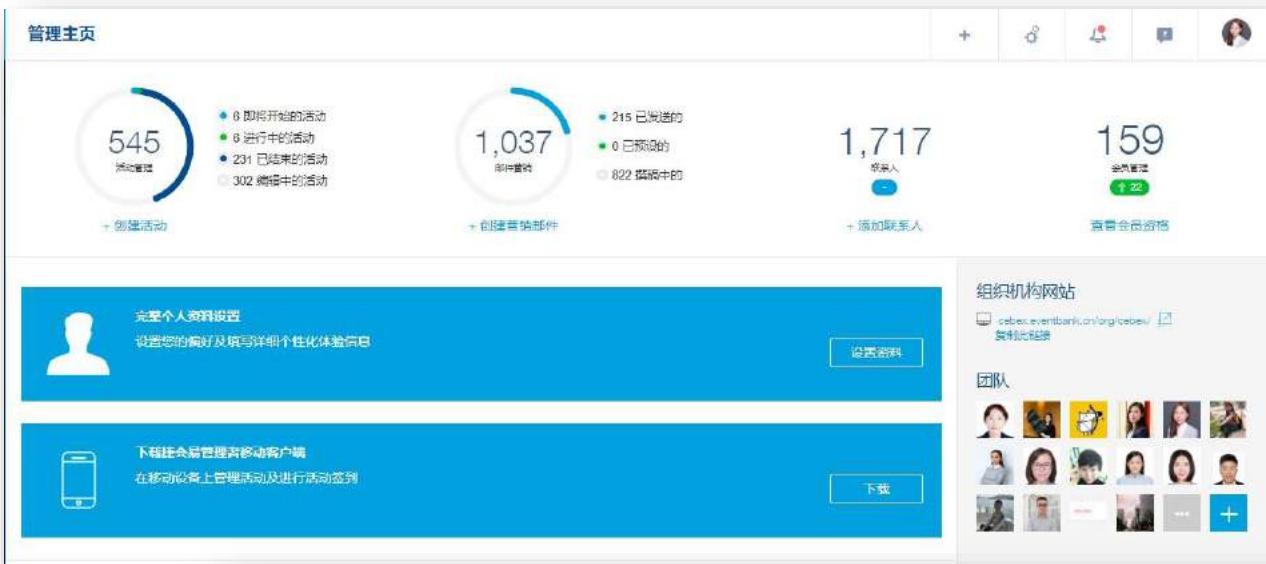 管理主页
545
活动管理
6 即将开始的活动
6 进行中的活动
231 已结束的活动
302 编辑中的活动
+ 创建活动
1,037
邮件营销
215 已发送的
0 已预设的
822 撰稿中的
+ 创建营销邮件
1,717
联系人
-
+ 添加联系人
159
会员管理
↑ 22
查看会员资格
完整个人资料设置
设置您的偏好及填写详细个性化体验信息
设置资料
下载捷会易管理者移动客户端
在移动设备上管理活动及进行活动签到
下载
组织机构网站
cebex.eventbank.cn/org/cebex/
复制此链接
团队